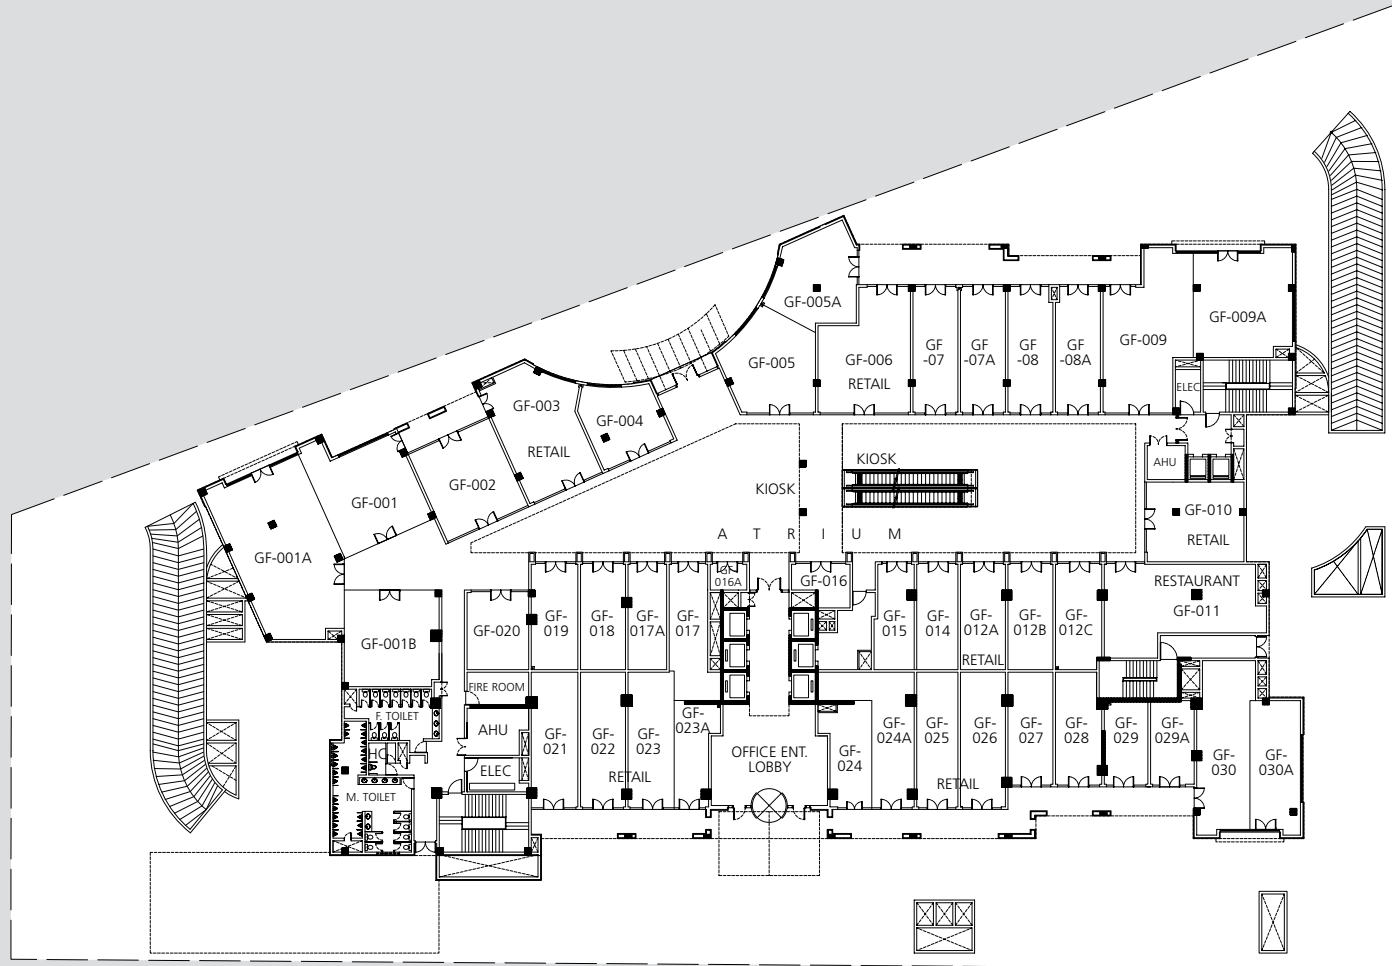 GF-005A
GF-005
GF-006
RETAIL
GF
-07
GF
-07A
GF
-08
GF
-08A
GF-009
GF-009A
ELEC
GF-003
RETAIL
GF-004
GF-002
GF-001
GF-001A
GF-001B
KIOSK
KIOSK
ATRIUM
AHU
GF-010
RETAIL
RESTAURANT
GF-011
GF-020
GF-
019
GF-
018
GF-
017A
GF-
017
GF-
016A
GF-016
GF-
015
GF-
014
GF-
012A
GF-
012B
GF-
012C
RETAIL
FIRE ROOM
F. TOILET
HC
M. TOILET
AHU
ELEC
GF-
021
GF-
022
GF-
023
GF-
023A
RETAIL
OFFICE ENT.
LOBBY
GF-
024
GF-
024A
GF-
025
GF-
026
RETAIL
GF-
027
GF-
028
GF-
029
GF-
029A
GF-
030
GF-
030A